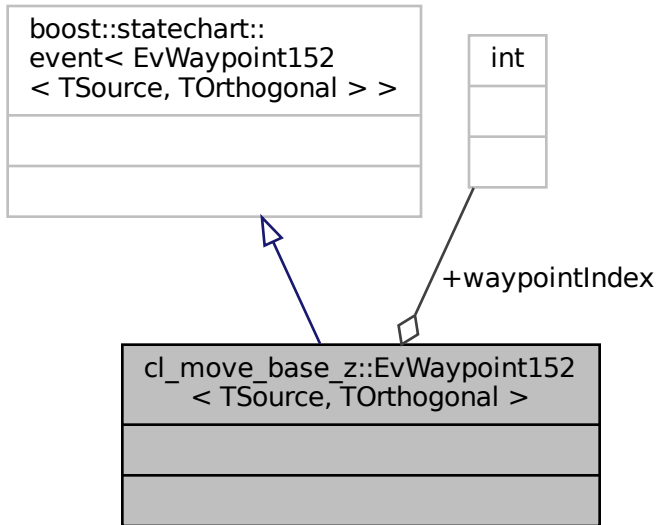 boost::statechart::
event< EvWaypoint152
< TSource, TOrthogonal > >
int
+waypointIndex
cl_move_base_z::EvWaypoint152
< TSource, TOrthogonal >